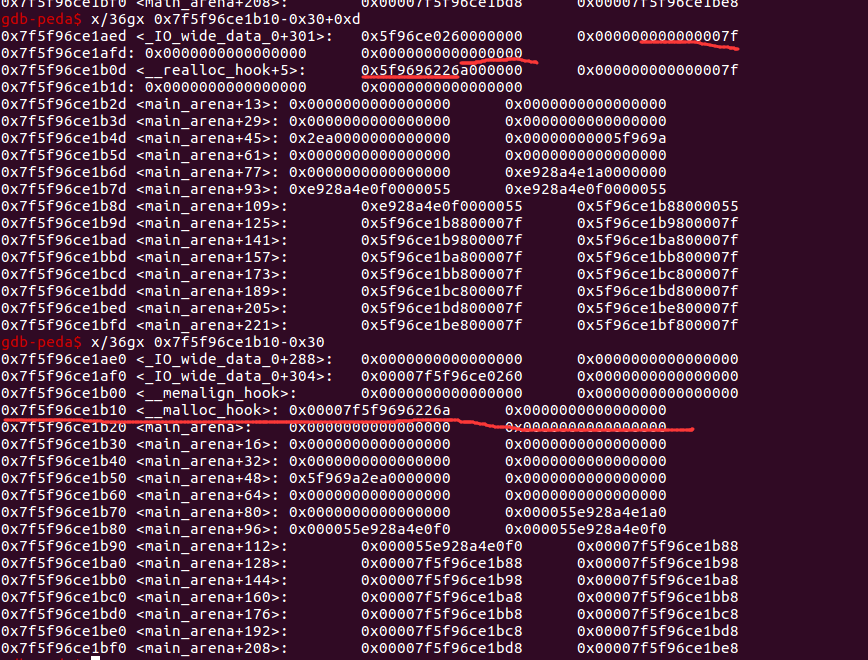 0x7f5f96ce1bf0 <main_arena+208>: 0x00007f5f96ce1bd8 0x00007f5f96ce1be8
gdb-peda$ x/36gx 0x7f5f96ce1b10-0x30+0xd
0x7f5f96ce1aed <_IO_wide_data_0+301>: 0x5f96ce0260000000 0x000000000000007f
0x7f5f96ce1afd: 0x0000000000000000 0x0000000000000000
0x7f5f96ce1b0d <__realloc_hook+5>: 0x5f9696226a000000 0x000000000000007f
0x7f5f96ce1b1d: 0x0000000000000000 0x0000000000000000
0x7f5f96ce1b2d <main_arena+13>: 0x0000000000000000 0x0000000000000000
0x7f5f96ce1b3d <main_arena+29>: 0x0000000000000000 0x0000000000000000
0x7f5f96ce1b4d <main_arena+45>: 0x2ea0000000000000 0x00000000005f969a
0x7f5f96ce1b5d <main_arena+61>: 0x0000000000000000 0x0000000000000000
0x7f5f96ce1b6d <main_arena+77>: 0x0000000000000000 0xe928a4e1a0000000
0x7f5f96ce1b7d <main_arena+93>: 0xe928a4e0f0000055 0xe928a4e0f0000055
0x7f5f96ce1b8d <main_arena+109>: 0xe928a4e0f0000055 0x5f96ce1b88000055
0x7f5f96ce1b9d <main_arena+125>: 0x5f96ce1b8800007f 0x5f96ce1b9800007f
0x7f5f96ce1bad <main_arena+141>: 0x5f96ce1b9800007f 0x5f96ce1ba800007f
0x7f5f96ce1bbd <main_arena+157>: 0x5f96ce1ba800007f 0x5f96ce1bb800007f
0x7f5f96ce1bcd <main_arena+173>: 0x5f96ce1bb800007f 0x5f96ce1bc800007f
0x7f5f96ce1bdd <main_arena+189>: 0x5f96ce1bc800007f 0x5f96ce1bd800007f
0x7f5f96ce1bed <main_arena+205>: 0x5f96ce1bd800007f 0x5f96ce1be800007f
0x7f5f96ce1bfd <main_arena+221>: 0x5f96ce1be800007f 0x5f96ce1bf800007f
gdb-peda$ x/36gx 0x7f5f96ce1b10-0x30
0x7f5f96ce1ae0 <_IO_wide_data_0+288>: 0x0000000000000000 0x0000000000000000
0x7f5f96ce1af0 <_IO_wide_data_0+304>: 0x00007f5f96ce0260 0x0000000000000000
0x7f5f96ce1b00 <__memalign_hook>: 0x0000000000000000 0x0000000000000000
0x7f5f96ce1b10 <__malloc_hook>: 0x00007f5f9696226a 0x0000000000000000
0x7f5f96ce1b20 <main_arena>: 0x0000000000000000 0x0000000000000000
0x7f5f96ce1b30 <main_arena+16>: 0x0000000000000000 0x0000000000000000
0x7f5f96ce1b40 <main_arena+32>: 0x0000000000000000 0x0000000000000000
0x7f5f96ce1b50 <main_arena+48>: 0x5f969a2ea0000000 0x0000000000000000
0x7f5f96ce1b60 <main_arena+64>: 0x0000000000000000 0x0000000000000000
0x7f5f96ce1b70 <main_arena+80>: 0x0000000000000000 0x000055e928a4e1a0
0x7f5f96ce1b80 <main_arena+96>: 0x000055e928a4e0f0 0x000055e928a4e0f0
0x7f5f96ce1b90 <main_arena+112>: 0x000055e928a4e0f0 0x00007f5f96ce1b88
0x7f5f96ce1ba0 <main_arena+128>: 0x00007f5f96ce1b88 0x00007f5f96ce1b98
0x7f5f96ce1bb0 <main_arena+144>: 0x00007f5f96ce1b98 0x00007f5f96ce1ba8
0x7f5f96ce1bc0 <main_arena+160>: 0x00007f5f96ce1ba8 0x00007f5f96ce1bb8
0x7f5f96ce1bd0 <main_arena+176>: 0x00007f5f96ce1bb8 0x00007f5f96ce1bc8
0x7f5f96ce1be0 <main_arena+192>: 0x00007f5f96ce1bc8 0x00007f5f96ce1bd8
0x7f5f96ce1bf0 <main_arena+208>: 0x00007f5f96ce1bd8 0x00007f5f96ce1be8